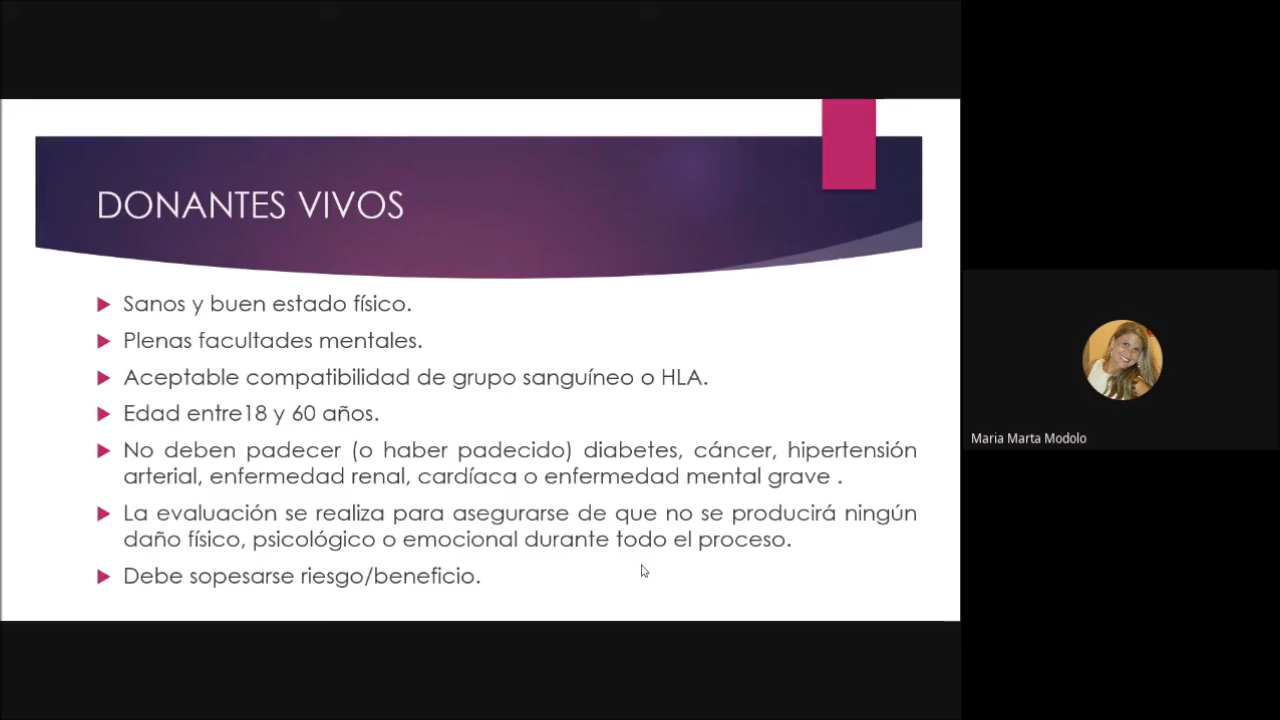 DONANTES VIVOS
Sanos y buen estado físico.
Plenas facultades mentales.
Aceptable compatibilidad de grupo sanguíneo o HLA.
Edad entre18 y 60 años.
No deben padecer (o haber padecido) diabetes, cáncer, hipertensión
arterial, enfermedad renal, cardíaca o enfermedad mental grave .
La evaluación se realiza para asegurarse de que no se producirá ningún
daño físico, psicológico o emocional durante todo el proceso.
Debe sopesarse riesgo/beneficio.
Maria Marta Modolo